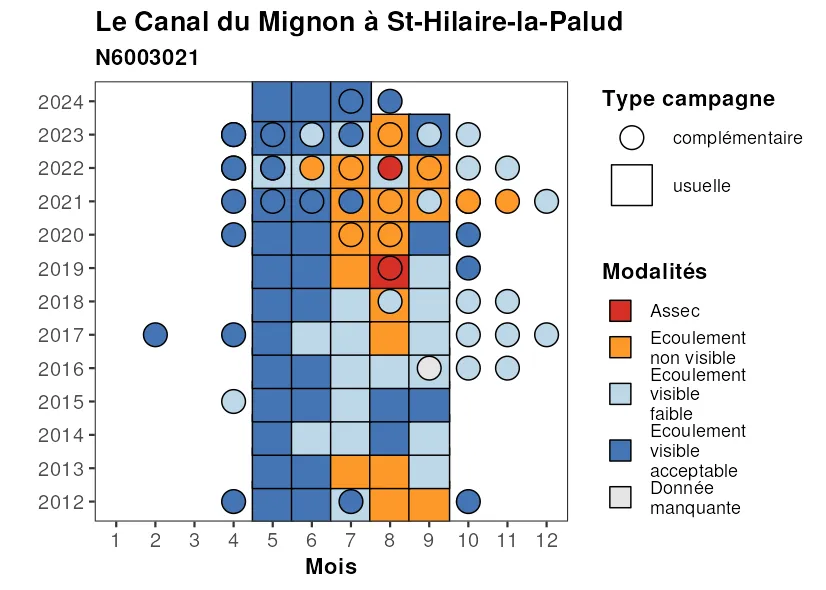 Le Canal du Mignon à St-Hilaire-la-Palud
N6003021
2024
2023
2022
2021
2020
2019
2018
2017
2016
2015
2014
2013
2012
1 2 3 4 5 6 7 8 9 10 11 12
Mois
Type campagne
complémentaire
usuelle
Modalités
Assec
Ecoulement
non visible
Ecoulement
visible
faible
Ecoulement
visible
acceptable
Donnée
manquante